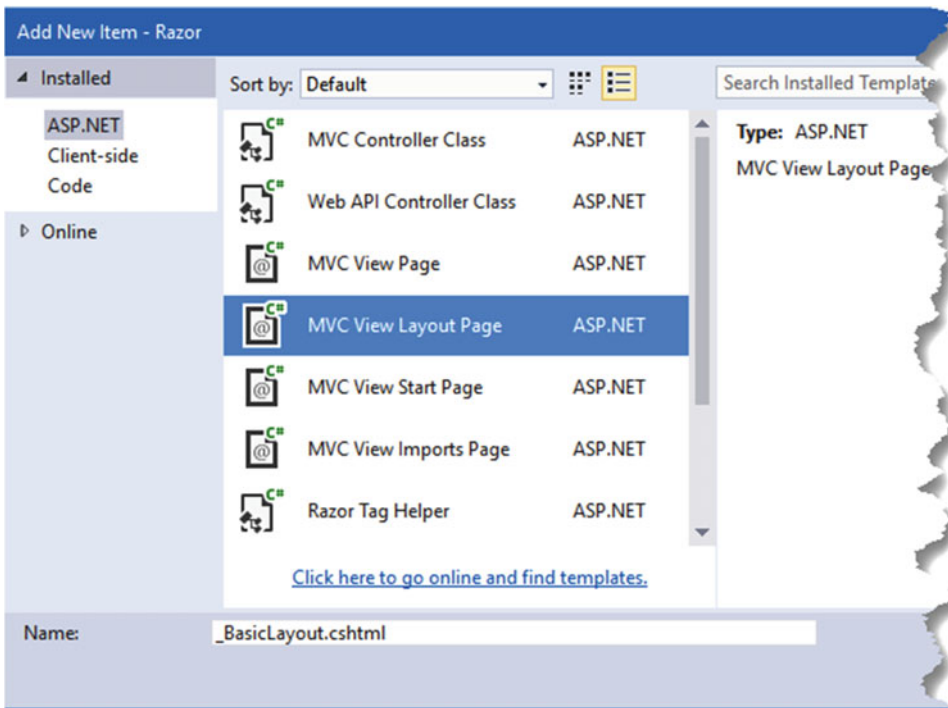 Add New Item - Razor
Installed
ASP.NET
Client-side
Code
Online
Sort by: Default
MVC Controller Class ASP.NET
Web API Controller Class ASP.NET
MVC View Page ASP.NET
MVC View Layout Page ASP.NET
MVC View Start Page ASP.NET
MVC View Imports Page ASP.NET
Razor Tag Helper ASP.NET
Click here to go online and find templates.
Search Installed Template
Type: ASP.NET
MVC View Layout Page
Name: _BasicLayout.cshtml